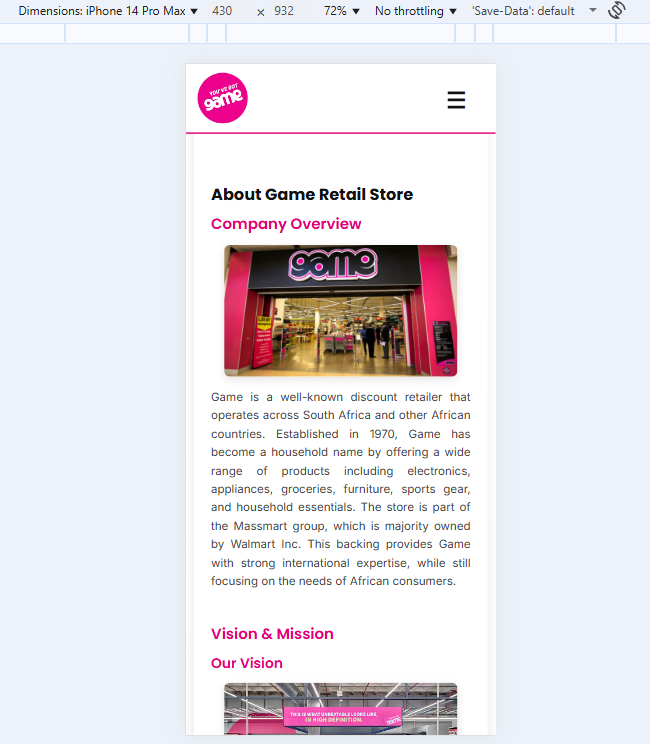 Dimensions: iPhone 14 Pro Max ▼ 430 × 932 72% ▼ No throttling ▼ 'Save-Data': default
YOU'VE GOT
game
About Game Retail Store
Company Overview
game
Game is a well-known discount retailer that
operates across South Africa and other African
countries. Established in 1970, Game has
become a household name by offering a wide
range of products including electronics,
appliances, groceries, furniture, sports gear,
and household essentials. The store is part of
the Massmart group, which is majority owned
by Walmart Inc. This backing provides Game
with strong international expertise, while still
focusing on the needs of African consumers.
Vision & Mission
Our Vision
THIS IS WHAT UNBEATABLE LOOKS LIKE,
IN HIGH DEFINITION.
game